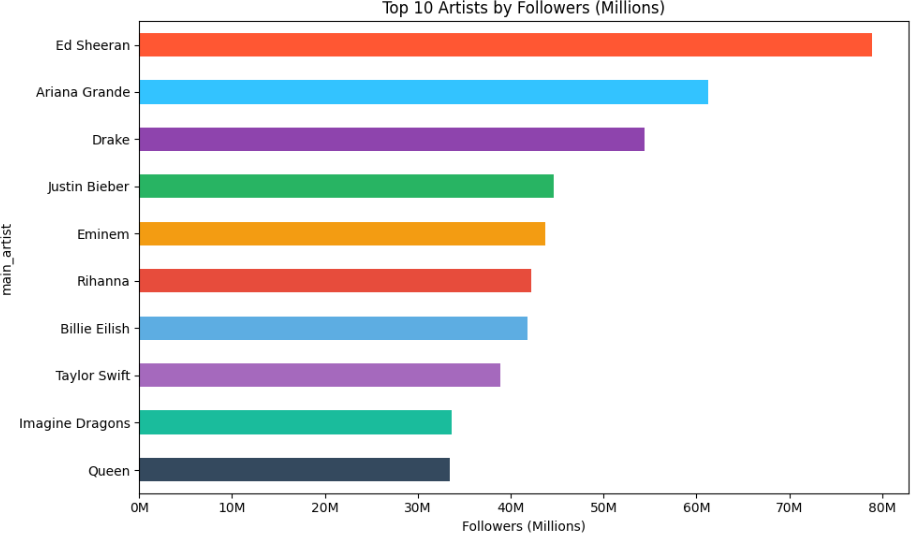 Top 10 Artists by Followers (Millions)
main_artist
Ed Sheeran
Ariana Grande
Drake
Justin Bieber
Eminem
Rihanna
Billie Eilish
Taylor Swift
Imagine Dragons
Queen
0M 10M 20M 30M 40M 50M 60M 70M 80M
Followers (Millions)